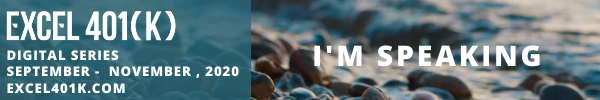 EXCEL 401(K)
DIGITAL SERIES
SEPTEMBER - NOVEMBER , 2020
EXCEL401K.COM
I'M SPEAKING